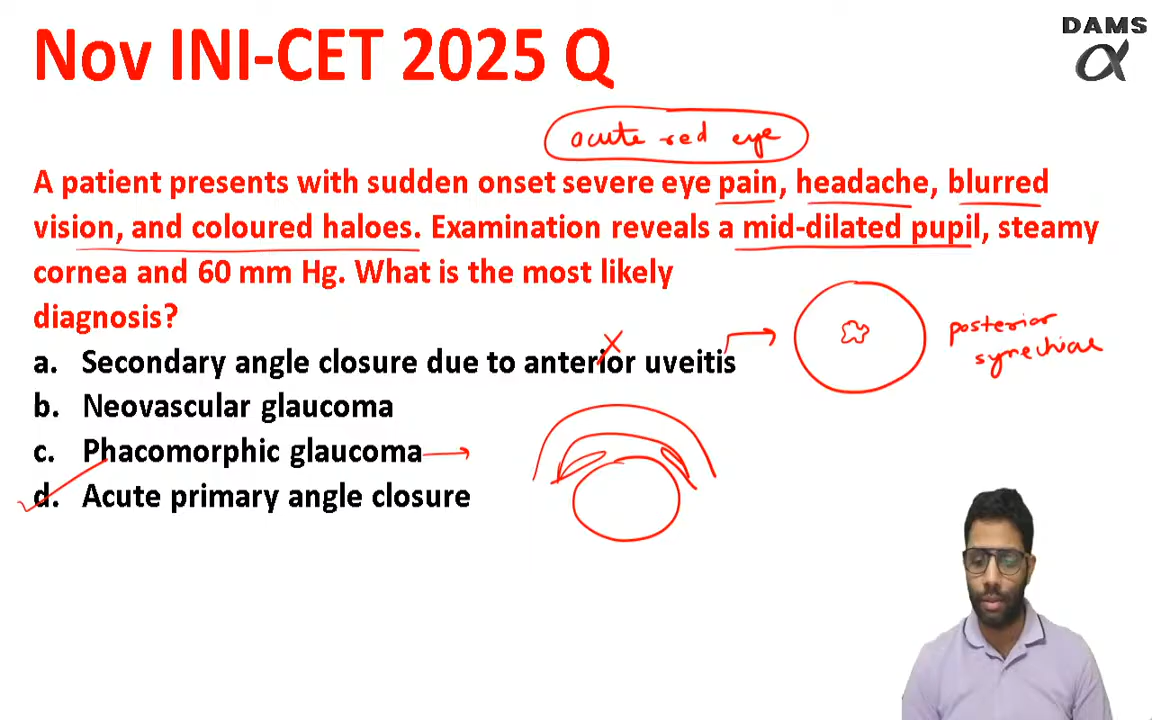 Nov INI-CET 2025 Q
DAMS
α
acute red eye
A patient presents with sudden onset severe eye pain, headache, blurred
vision, and coloured haloes. Examination reveals a mid-dilated pupil, steamy
cornea and 60 mm Hg. What is the most likely
diagnosis?
a. Secondary angle closure due to anterior uveitis
posterior
synechiae
b. Neovascular glaucoma
c. Phacomorphic glaucoma
d. Acute primary angle closure